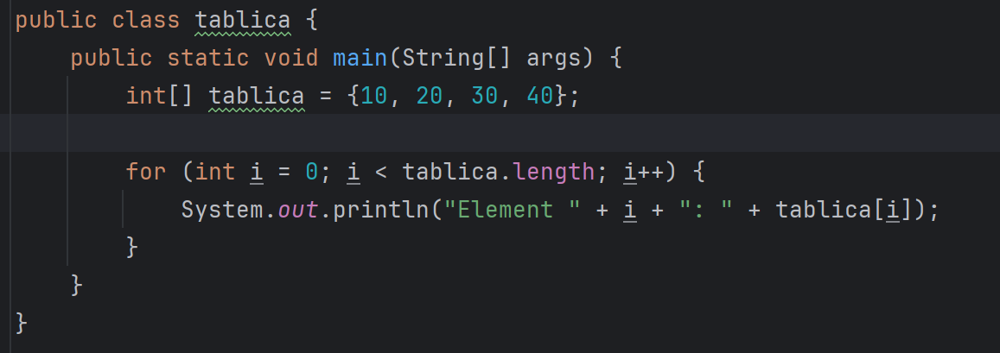 public class tablica {
    public static void main(String[] args) {
        int[] tablica = {10, 20, 30, 40};
        for (int i = 0; i < tablica.length; i++) {
            System.out.println("Element " + i + ": " + tablica[i]);
        }
    }
}